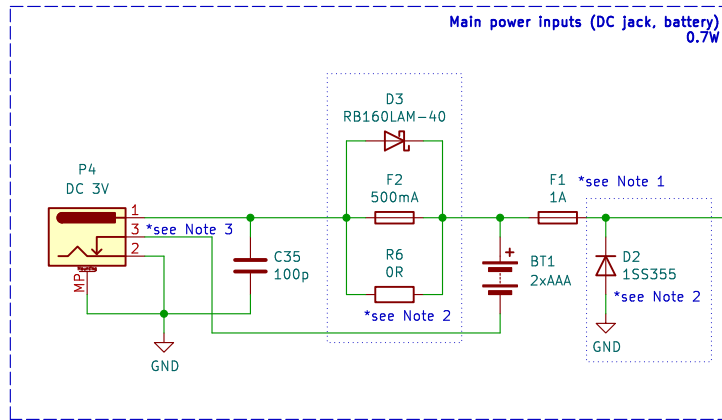 Main power inputs (DC jack, battery)
0.7W
D3
RB160LAM-40
P4
DC 3V
F2
500mA
F1
1A
*see Note 1
1
3
2
*see Note 3
MP
C35
100p
R6
0R
*see Note 2
+
BT1
2xAAA
D2
1SS355
*see Note 2
GND
GND